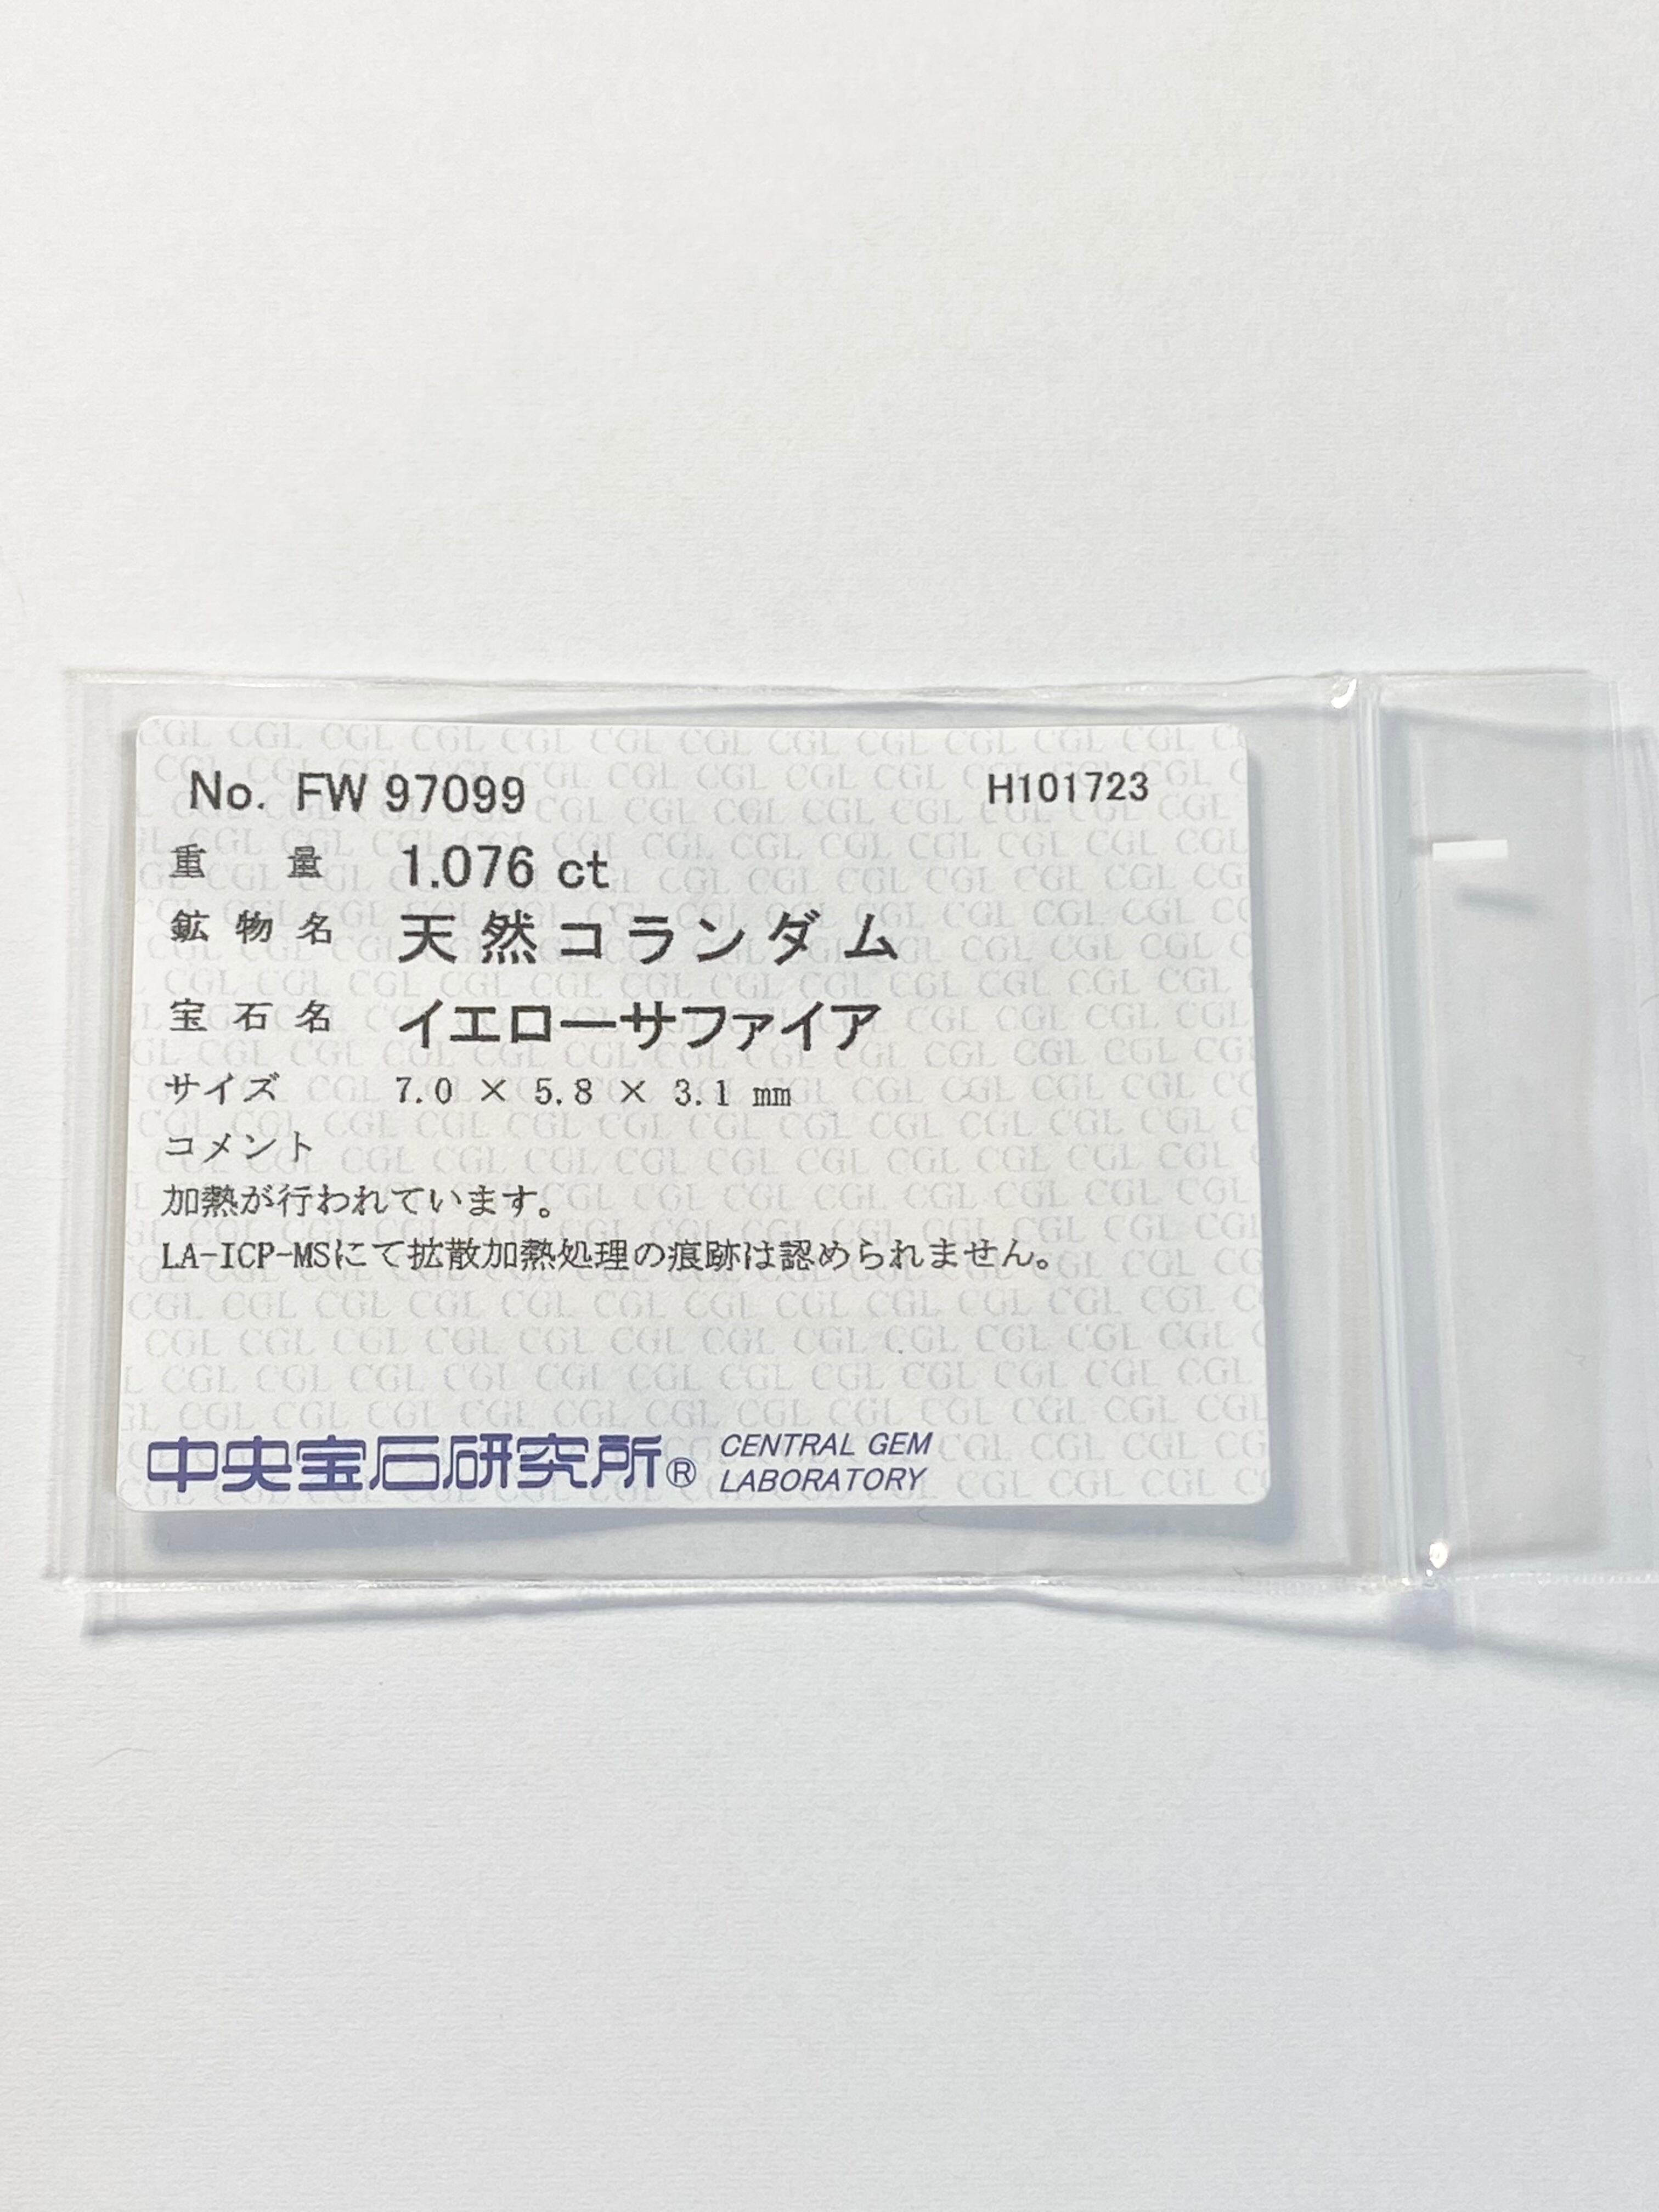 No. FW 97099 H101723
重量 1.076 ct
鉱物名 天然コランダム
宝石名 イエローサファイア
サイズ 7.0 × 5.8 × 3.1 mm
コメント
加熱が行われています。
LA-ICP-MSにて拡散加熱処理の痕跡は認められません。
中央宝石研究所® CENTRAL GEM
LABORATORY